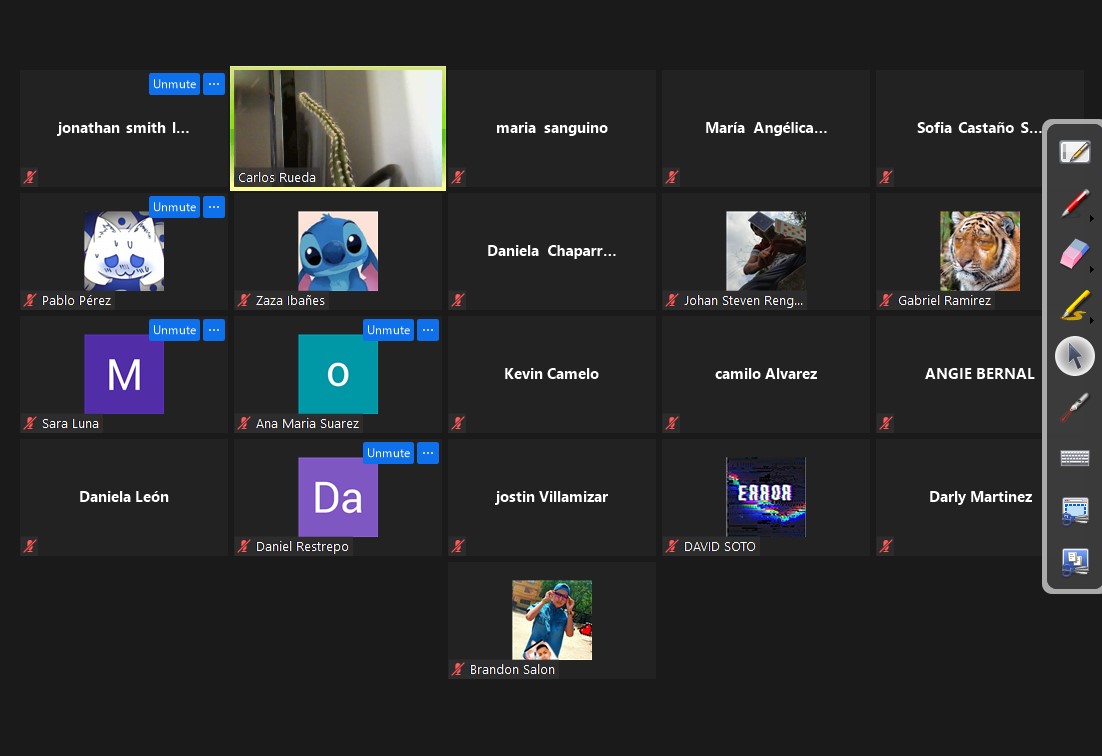 Unmute ...
jonathan smith l...
Carlos Rueda
maria sanguino
María Angélica...
Sofia Castaño S...
Unmute ...
Pablo Pérez
Zaza Ibañes
Daniela Chaparr...
Johan Steven Reng...
Gabriel Ramirez
Unmute ...
M
Sara Luna
Unmute ...
o
Ana Maria Suarez
Kevin Camelo
camilo Alvarez
ANGIE BERNAL
Daniela León
Unmute ...
Da
Daniel Restrepo
jostin Villamizar
ERROR
DAVID SOTO
Darly Martinez
Brandon Salon